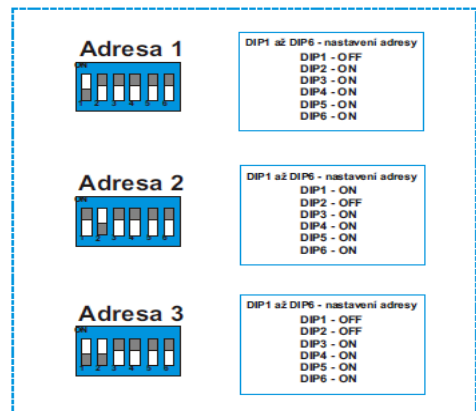 Adresa 1
ON
1 2 3 4 5 6
DIP1 až DIP6 - nastavení adresy
DIP1 - OFF
DIP2 - ON
DIP3 - ON
DIP4 - ON
DIP5 - ON
DIP6 - ON
Adresa 2
ON
1 2 3 4 5 6
DIP1 až DIP6 - nastavení adresy
DIP1 - ON
DIP2 - OFF
DIP3 - ON
DIP4 - ON
DIP5 - ON
DIP6 - ON
Adresa 3
ON
1 2 3 4 5 6
DIP1 až DIP6 - nastavení adresy
DIP1 - OFF
DIP2 - OFF
DIP3 - ON
DIP4 - ON
DIP5 - ON
DIP6 - ON